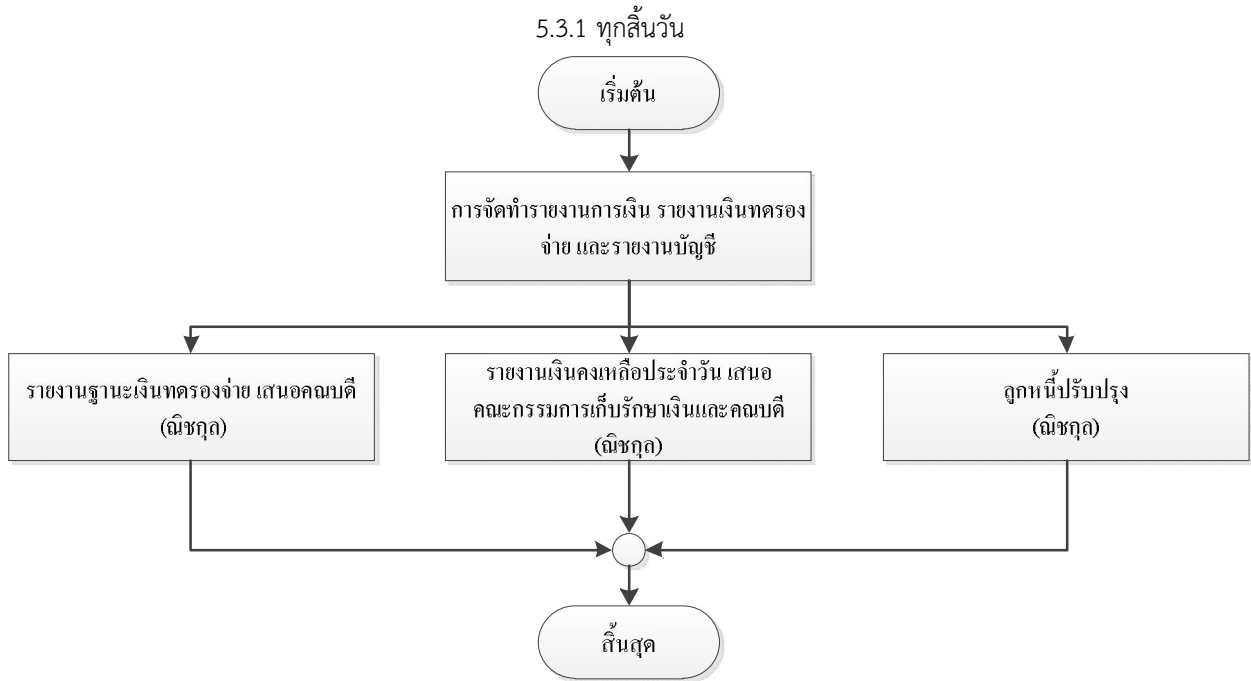 5.3.1 ทุกสิ้นวัน
เริ่มต้น
การจัดทำรายงานการเงิน รายงานเงินทดรอง
จ่าย และรายงานบัญชี
รายงานฐานะเงินทดรองจ่าย เสนอคณบดี
(ณิชกุล)
รายงานเงินคงเหลือประจำวัน เสนอ
คณะกรรมการเก็บรักษาเงินและคณบดี
(ณิชกุล)
ลูกหนี้ปรับปรุง
(ณิชกุล)
สิ้นสุด